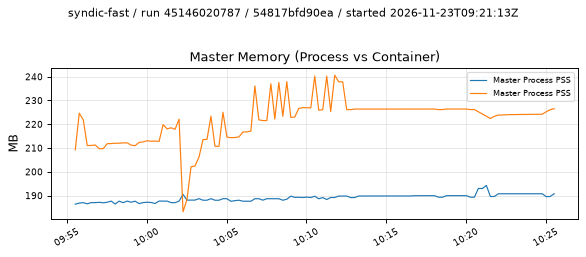 syndic-fast / run 45146020787 / 54817bfd90ea / started 2026-11-23T09:21:13Z
Master Memory (Process vs Container)
Master Process PSS
Master Process PSS
MB
240
230
220
210
200
190
09:55
10:00
10:05
10:10
10:15
10:20
10:25